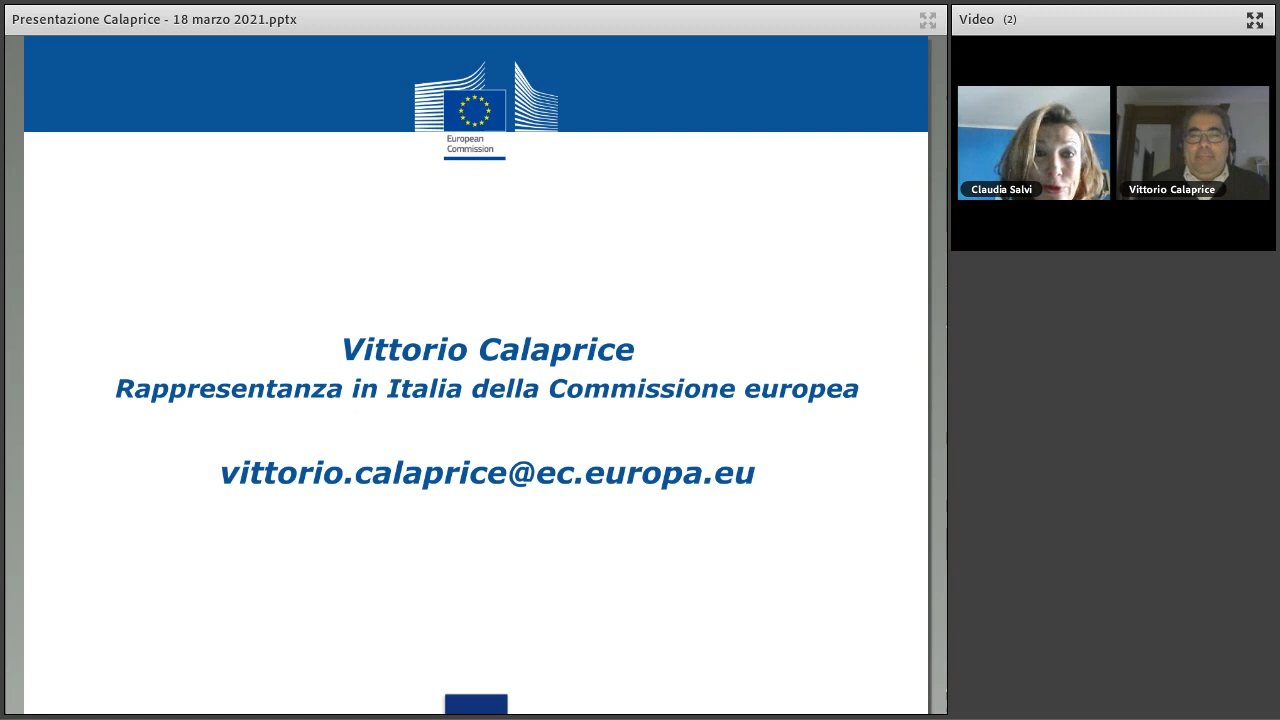 Presentazione Calaprice - 18 marzo 2021.pptx
Video (2)
European
Commission
Claudia Salvi
Vittorio Calaprice
Vittorio Calaprice
Rappresentanza in Italia della Commissione europea
vittorio.calaprice@ec.europa.eu